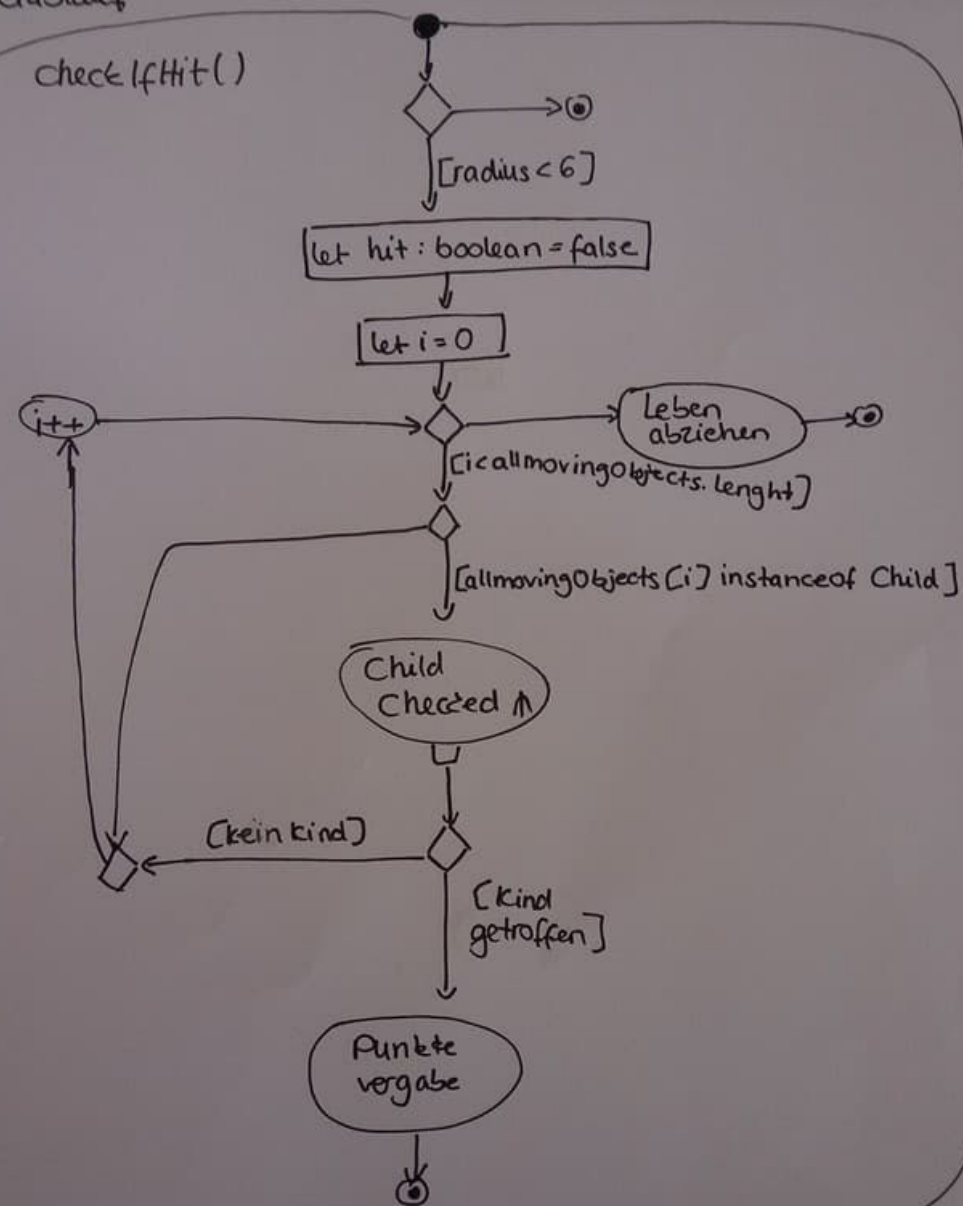 checkIfHit()
[radius < 6]
let hit : boolean = false
let i = 0
i++
Leben
abziehen
[i<allmovingObjects.lenght]
[allmovingObjects[i] instanceof Child]
Child
Checked
[kein kind]
[kind
getroffen]
Punkte
vergabe